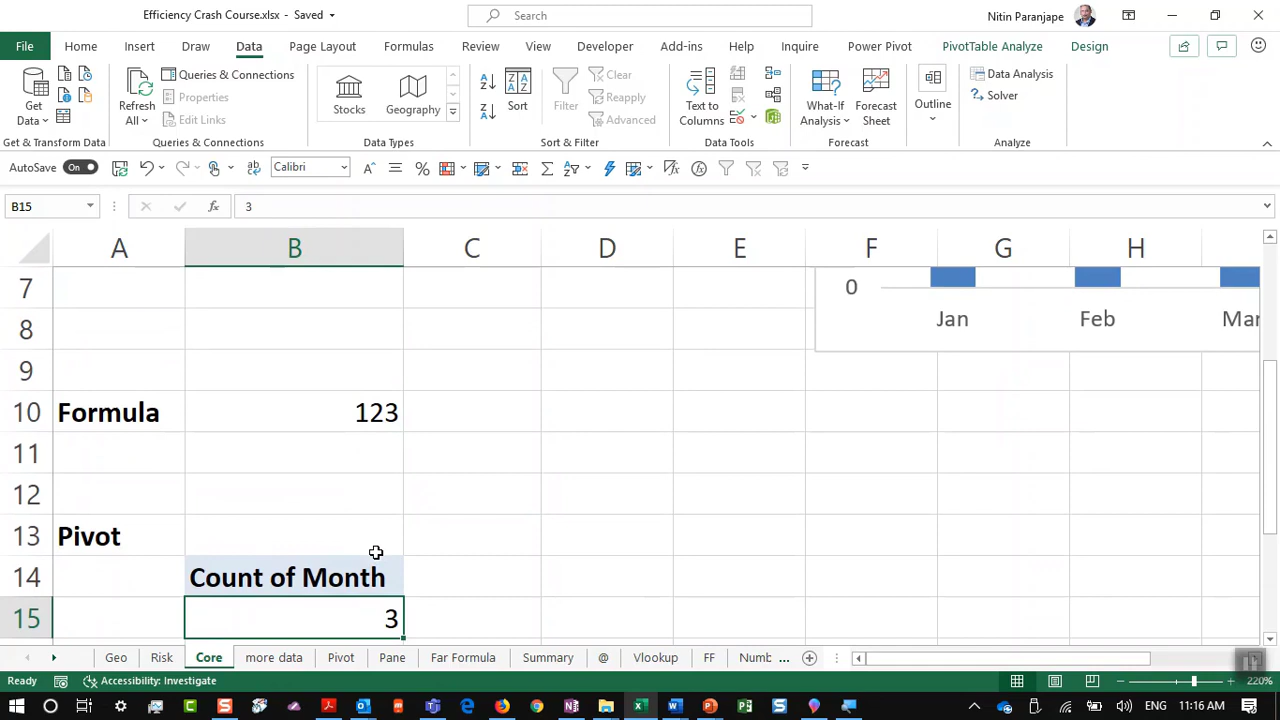 Efficiency Crash Course.xlsx - Saved
Search
Nitin Paranjape
File Home Insert Draw Data Page Layout Formulas Review View Developer Add-ins Help Inquire Power Pivot PivotTable Analyze Design
Get Data
Refresh All
Queries & Connections
Properties
Edit Links
Stocks
Geography
Sort
Filter
Clear
Reapply
Advanced
Text to Columns
What-If Analysis
Forecast Sheet
Outline
Data Analysis
Solver
Get & Transform Data
Queries & Connections
Data Types
Sort & Filter
Data Tools
Forecast
Analyze
AutoSave On
Calibri
B15
3
A B C D E F G H
7
0
Jan Feb Mar
8
9
10 Formula 123
11
12
13 Pivot
14 Count of Month
15 3
Geo Risk Core more data Pivot Pane Far Formula Summary @ Vlookup FF Numb ...
Ready Accessibility: Investigate
220%
ENG 11:16 AM